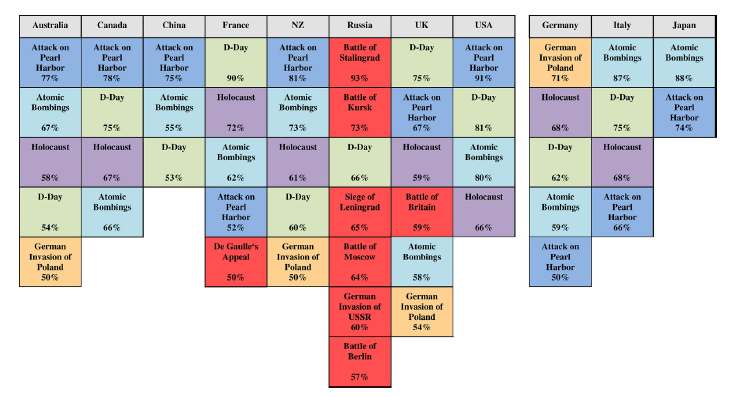 Australia Canada China France NZ Russia UK USA Germany Italy Japan
Attack on Pearl Harbor 77% Attack on Pearl Harbor 78% Attack on Pearl Harbor 75% D-Day 90% Attack on Pearl Harbor 81% Battle of Stalingrad 93% D-Day 75% Attack on Pearl Harbor 91% German Invasion of Poland 71% Atomic Bombings 87% Atomic Bombings 88%
Atomic Bombings 67% D-Day 75% Atomic Bombings 55% Holocaust 72% Atomic Bombings 73% Battle of Kursk 73% Attack on Pearl Harbor 67% D-Day 81% Holocaust 68% D-Day 75% Attack on Pearl Harbor 74%
Holocaust 58% Holocaust 67% D-Day 53% Atomic Bombings 62% Holocaust 61% D-Day 66% Holocaust 59% Atomic Bombings 80% D-Day 62% Holocaust 68%
D-Day 54% Atomic Bombings 66% Attack on Pearl Harbor 52% D-Day 60% Siege of Leningrad 65% Battle of Britain 59% Holocaust 66% Atomic Bombings 59% Attack on Pearl Harbor 66%
German Invasion of Poland 50% De Gaulle's Appeal 50% German Invasion of Poland 50% Battle of Moscow 64% Atomic Bombings 58% Attack on Pearl Harbor 50%
German Invasion of USSR 60% German Invasion of Poland 54%
Battle of Berlin 57%